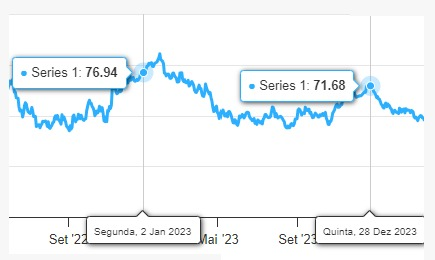 Series 1: 76.94
Series 1: 71.68
Segunda, 2 Jan 2023
Quinta, 28 Dez 2023
Set '22
Mai '23
Set '23